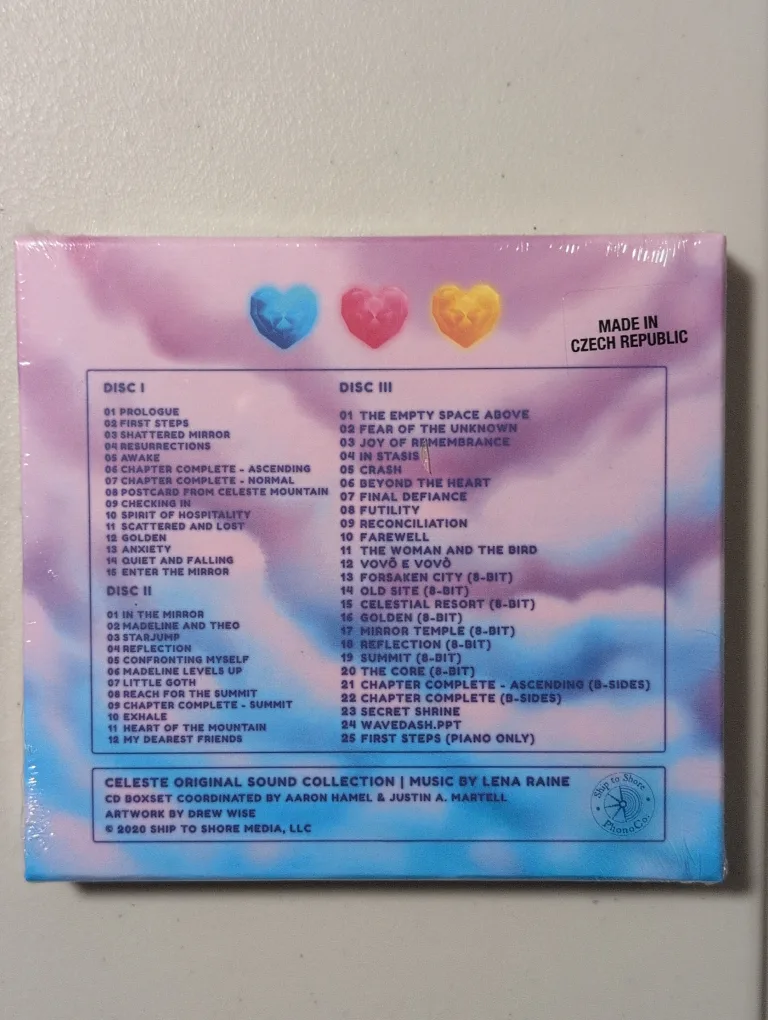 MADE IN
CZECH REPUBLIC
DISC I
01 PROLOGUE
02 FIRST STEPS
03 SHATTERED MIRROR
04 RESURRECTIONS
05 AWAKE
06 CHAPTER COMPLETE - ASCENDING
07 CHAPTER COMPLETE - NORMAL
08 POSTCARD FROM CELESTE MOUNTAIN
09 CHECKING IN
10 SPIRIT OF HOSPITALITY
11 SCATTERED AND LOST
12 GOLDEN
13 ANXIETY
14 QUIET AND FALLING
15 ENTER THE MIRROR
DISC II
01 IN THE MIRROR
02 MADELINE AND THEO
03 STARJUMP
04 REFLECTION
05 CONFRONTING MYSELF
06 MADELINE LEVELS UP
07 LITTLE GOTH
08 REACH FOR THE SUMMIT
09 CHAPTER COMPLETE - SUMMIT
10 EXHALE
11 HEART OF THE MOUNTAIN
12 MY DEAREST FRIENDS
DISC III
01 THE EMPTY SPACE ABOVE
02 FEAR OF THE UNKNOWN
03 JOY OF REMEMBRANCE
04 IN STASIS
05 CRASH
06 BEYOND THE HEART
07 FINAL DEFIANCE
08 FUTILITY
09 RECONCILIATION
10 FAREWELL
11 THE WOMAN AND THE BIRD
12 VOVÔ E VOVÒ
13 FORSAKEN CITY (8-BIT)
14 OLD SITE (8-BIT)
15 CELESTIAL RESORT (8-BIT)
16 GOLDEN (8-BIT)
17 MIRROR TEMPLE (8-BIT)
18 REFLECTION (8-BIT)
19 SUMMIT (8-BIT)
20 THE CORE (8-BIT)
21 CHAPTER COMPLETE - ASCENDING (B-SIDES)
22 CHAPTER COMPLETE (B-SIDES)
23 SECRET SHRINE
24 WAVEDASH.PPT
25 FIRST STEPS (PIANO ONLY)
CELESTE ORIGINAL SOUND COLLECTION | MUSIC BY LENA RAINE
CD BOXSET COORDINATED BY AARON HAMEL & JUSTIN A. MARTELL
ARTWORK BY DREW WISE
© 2020 SHIP TO SHORE MEDIA, LLC
Ship to Shore
PhonoCo.